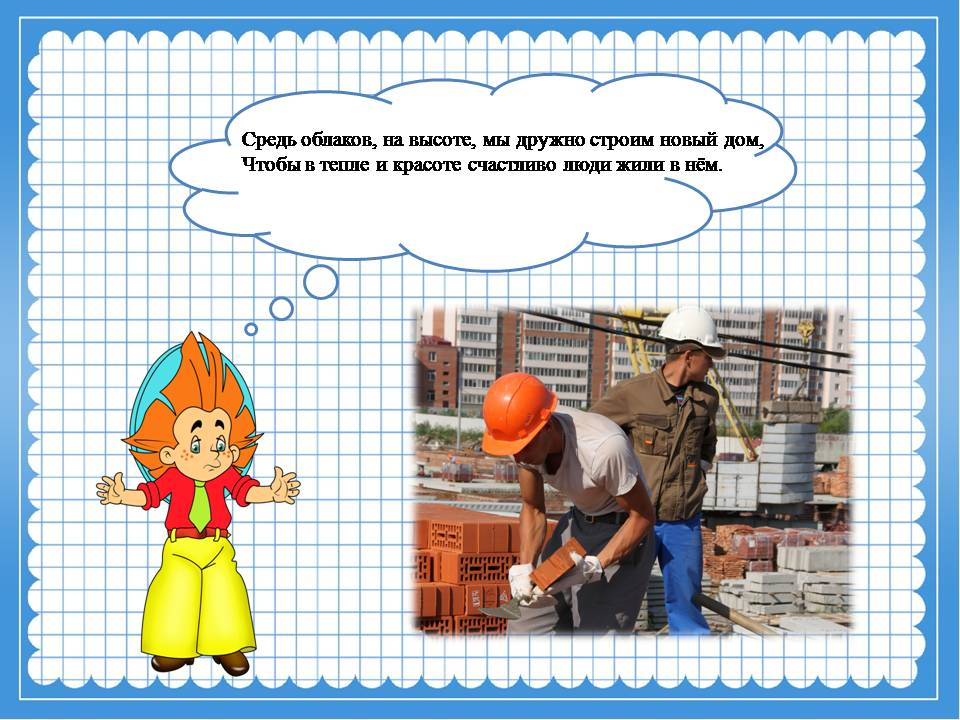 Средь облаков, на высоте, мы дружно строим новый дом,
Чтобы в тепле и красоте счастливо люди жили в нём.